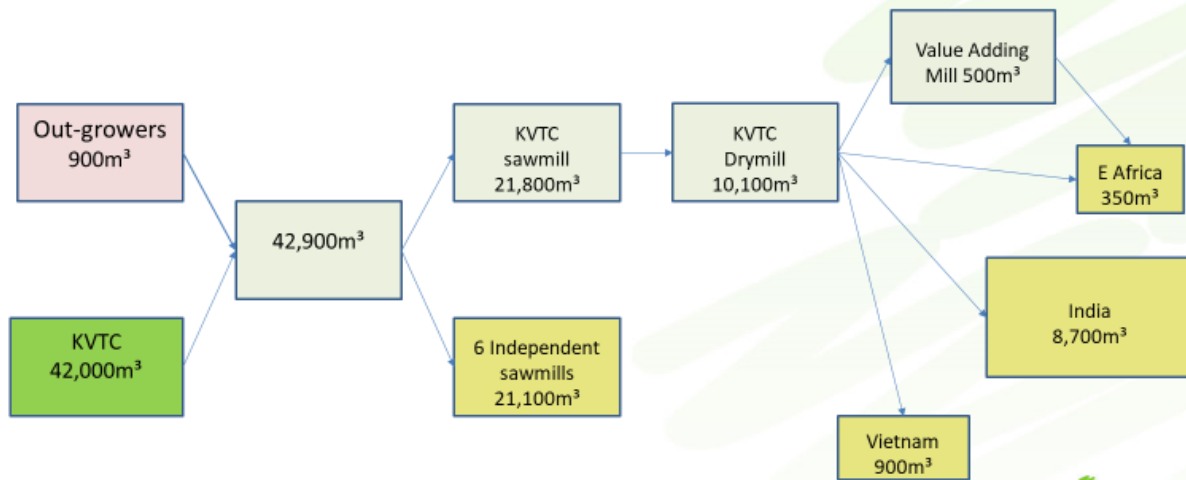 Out-growers
900m³
KVTC
42,000m³
42,900m³
KVTC
sawmill
21,800m³
6 Independent
sawmills
21,100m³
KVTC
Drymill
10,100m³
Value Adding
Mill 500m³
E Africa
350m³
India
8,700m³
Vietnam
900m³